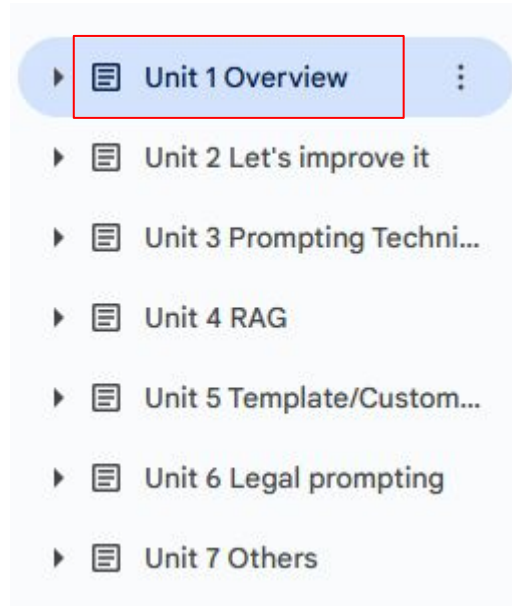 Unit 1 Overview
Unit 2 Let's improve it
Unit 3 Prompting Techni...
Unit 4 RAG
Unit 5 Template/Custom...
Unit 6 Legal prompting
Unit 7 Others